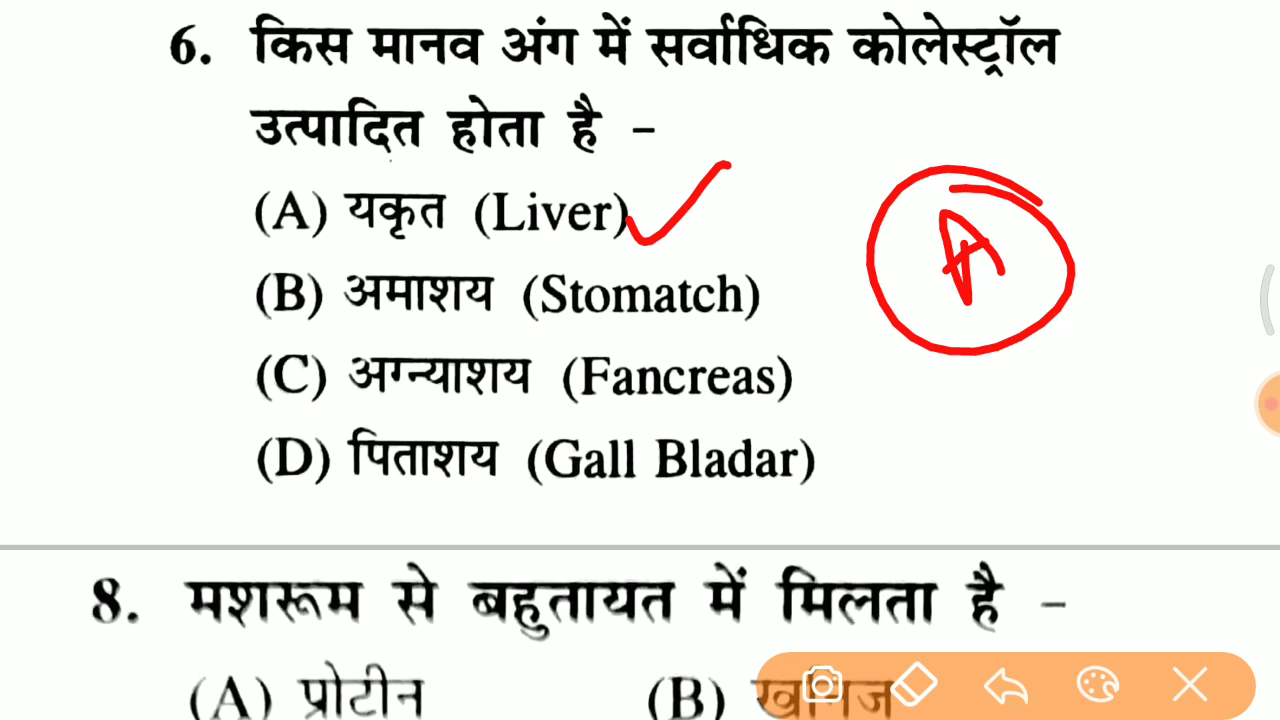 6. किस मानव अंग में सर्वाधिक कोलेस्ट्रॉल
उत्पादित होता है -
(A) यकृत (Liver)
A
(B) अमाशय (Stomatch)
(C) अग्न्याशय (Fancreas)
(D) पिताशय (Gall Bladar)
8. मशरूम से बहुतायत में मिलता है -
(A) प्रोटीन (B) खनिज